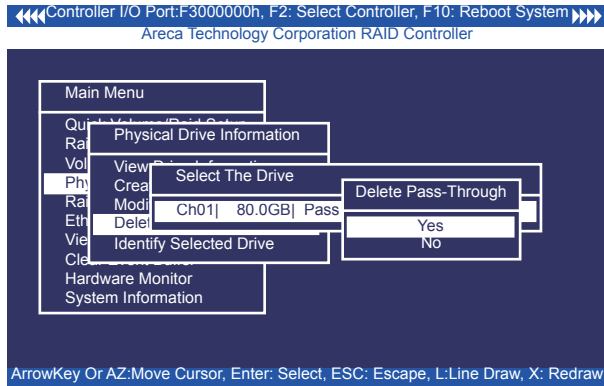 Controller I/O Port:F3000000h, F2: Select Controller, F10: Reboot System
Areca Technology Corporation RAID Controller
Main Menu
Physical Drive Information
Select The Drive
Delete Pass-Through
Ch01| 80.0GB| Pass
Yes
No
Identify Selected Drive
Hardware Monitor
System Information
ArrowKey Or AZ:Move Cursor, Enter: Select, ESC: Escape, L:Line Draw, X: Redraw